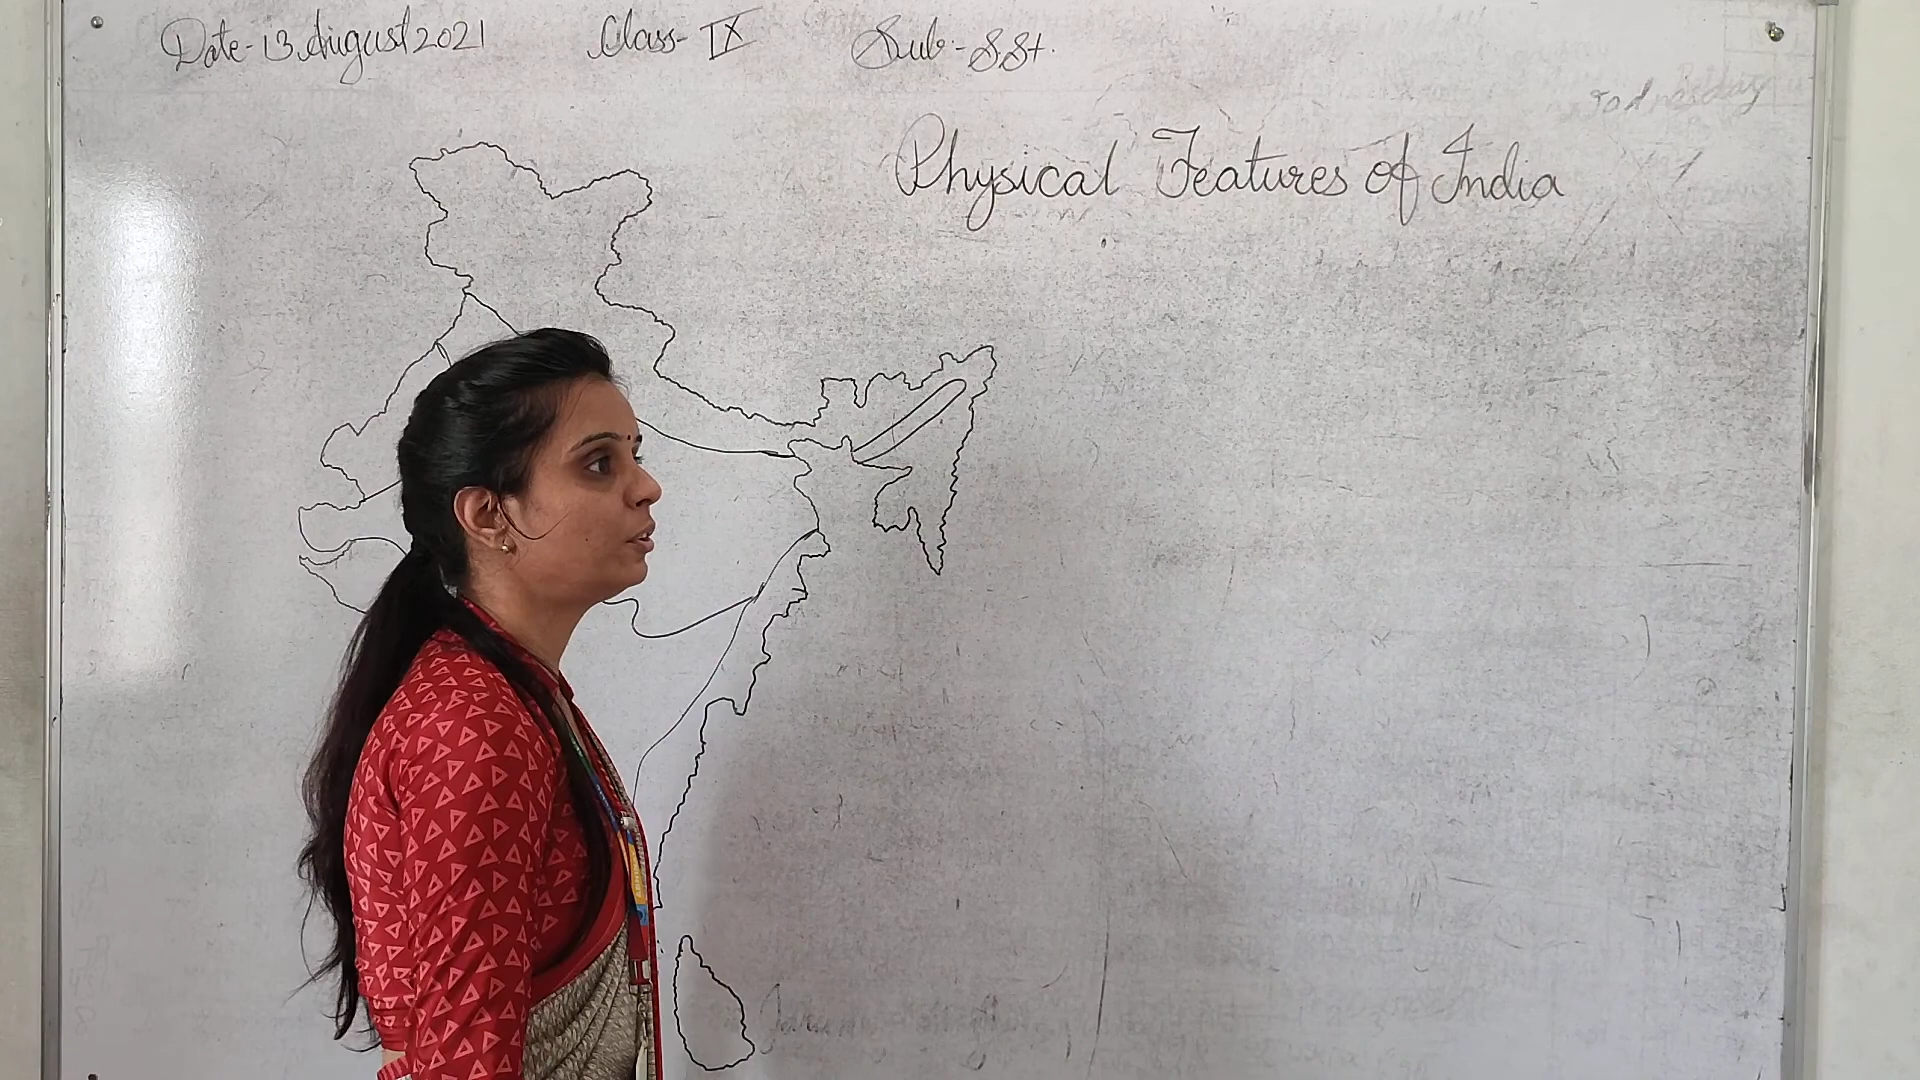 Date-13 August 2021 Class-IX Sub-S.St.
Physical Features of India